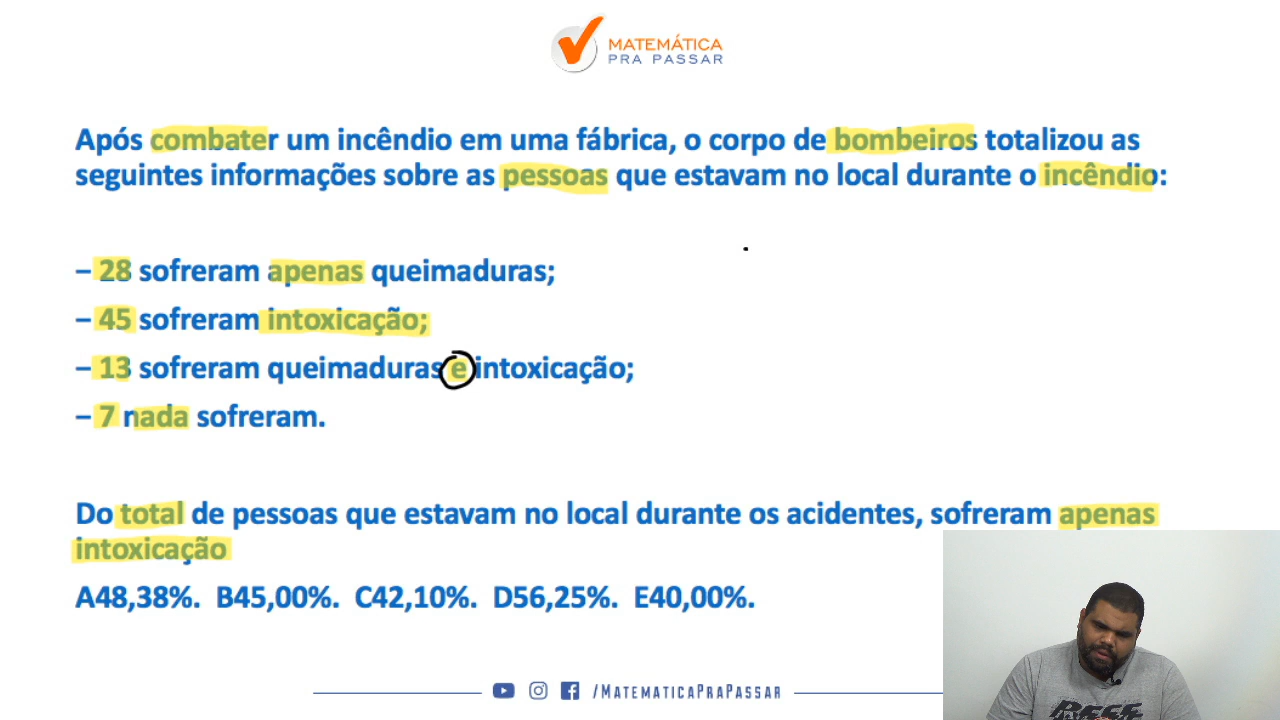 MATEMÁTICA
PRA PASSAR
Após combater um incêndio em uma fábrica, o corpo de bombeiros totalizou as
seguintes informações sobre as pessoas que estavam no local durante o incêndio:
– 28 sofreram apenas queimaduras;
– 45 sofreram intoxicação;
– 13 sofreram queimaduras e intoxicação;
– 7 nada sofreram.
Do total de pessoas que estavam no local durante os acidentes, sofreram apenas
intoxicação
A48,38%. B45,00%. C42,10%. D56,25%. E40,00%.
/MATEMATICAPRAPASSAR